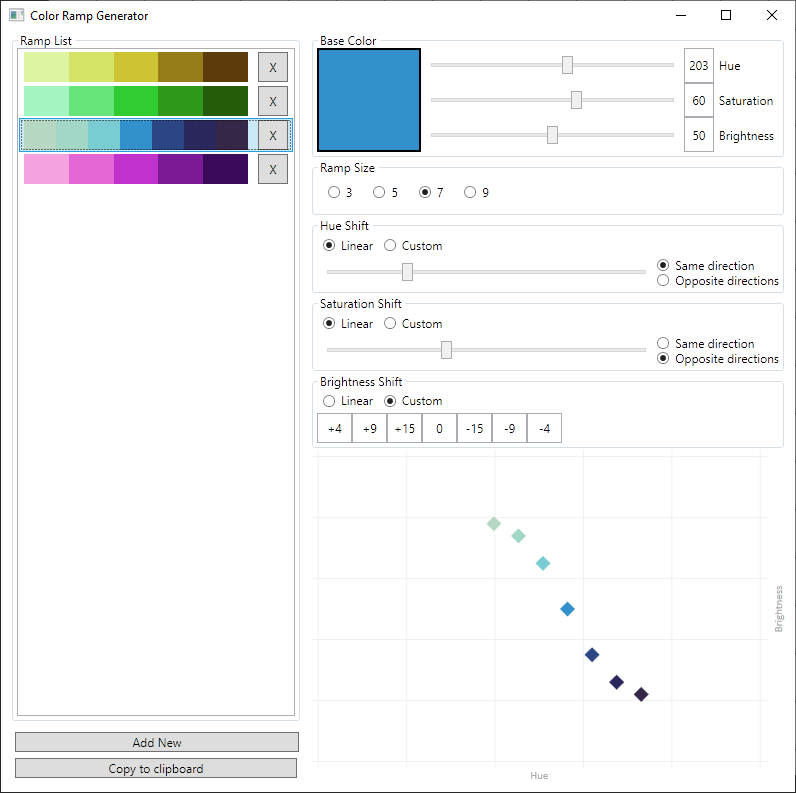 Color Ramp Generator
Ramp List
X
X
X
X
Add New
Copy to clipboard
Base Color
203 Hue
60 Saturation
50 Brightness
Ramp Size
3 5 7 9
Hue Shift
Linear Custom
Same direction
Opposite directions
Saturation Shift
Linear Custom
Same direction
Opposite directions
Brightness Shift
Linear Custom
+4 +9 +15 0 -15 -9 -4
Brightness
Hue